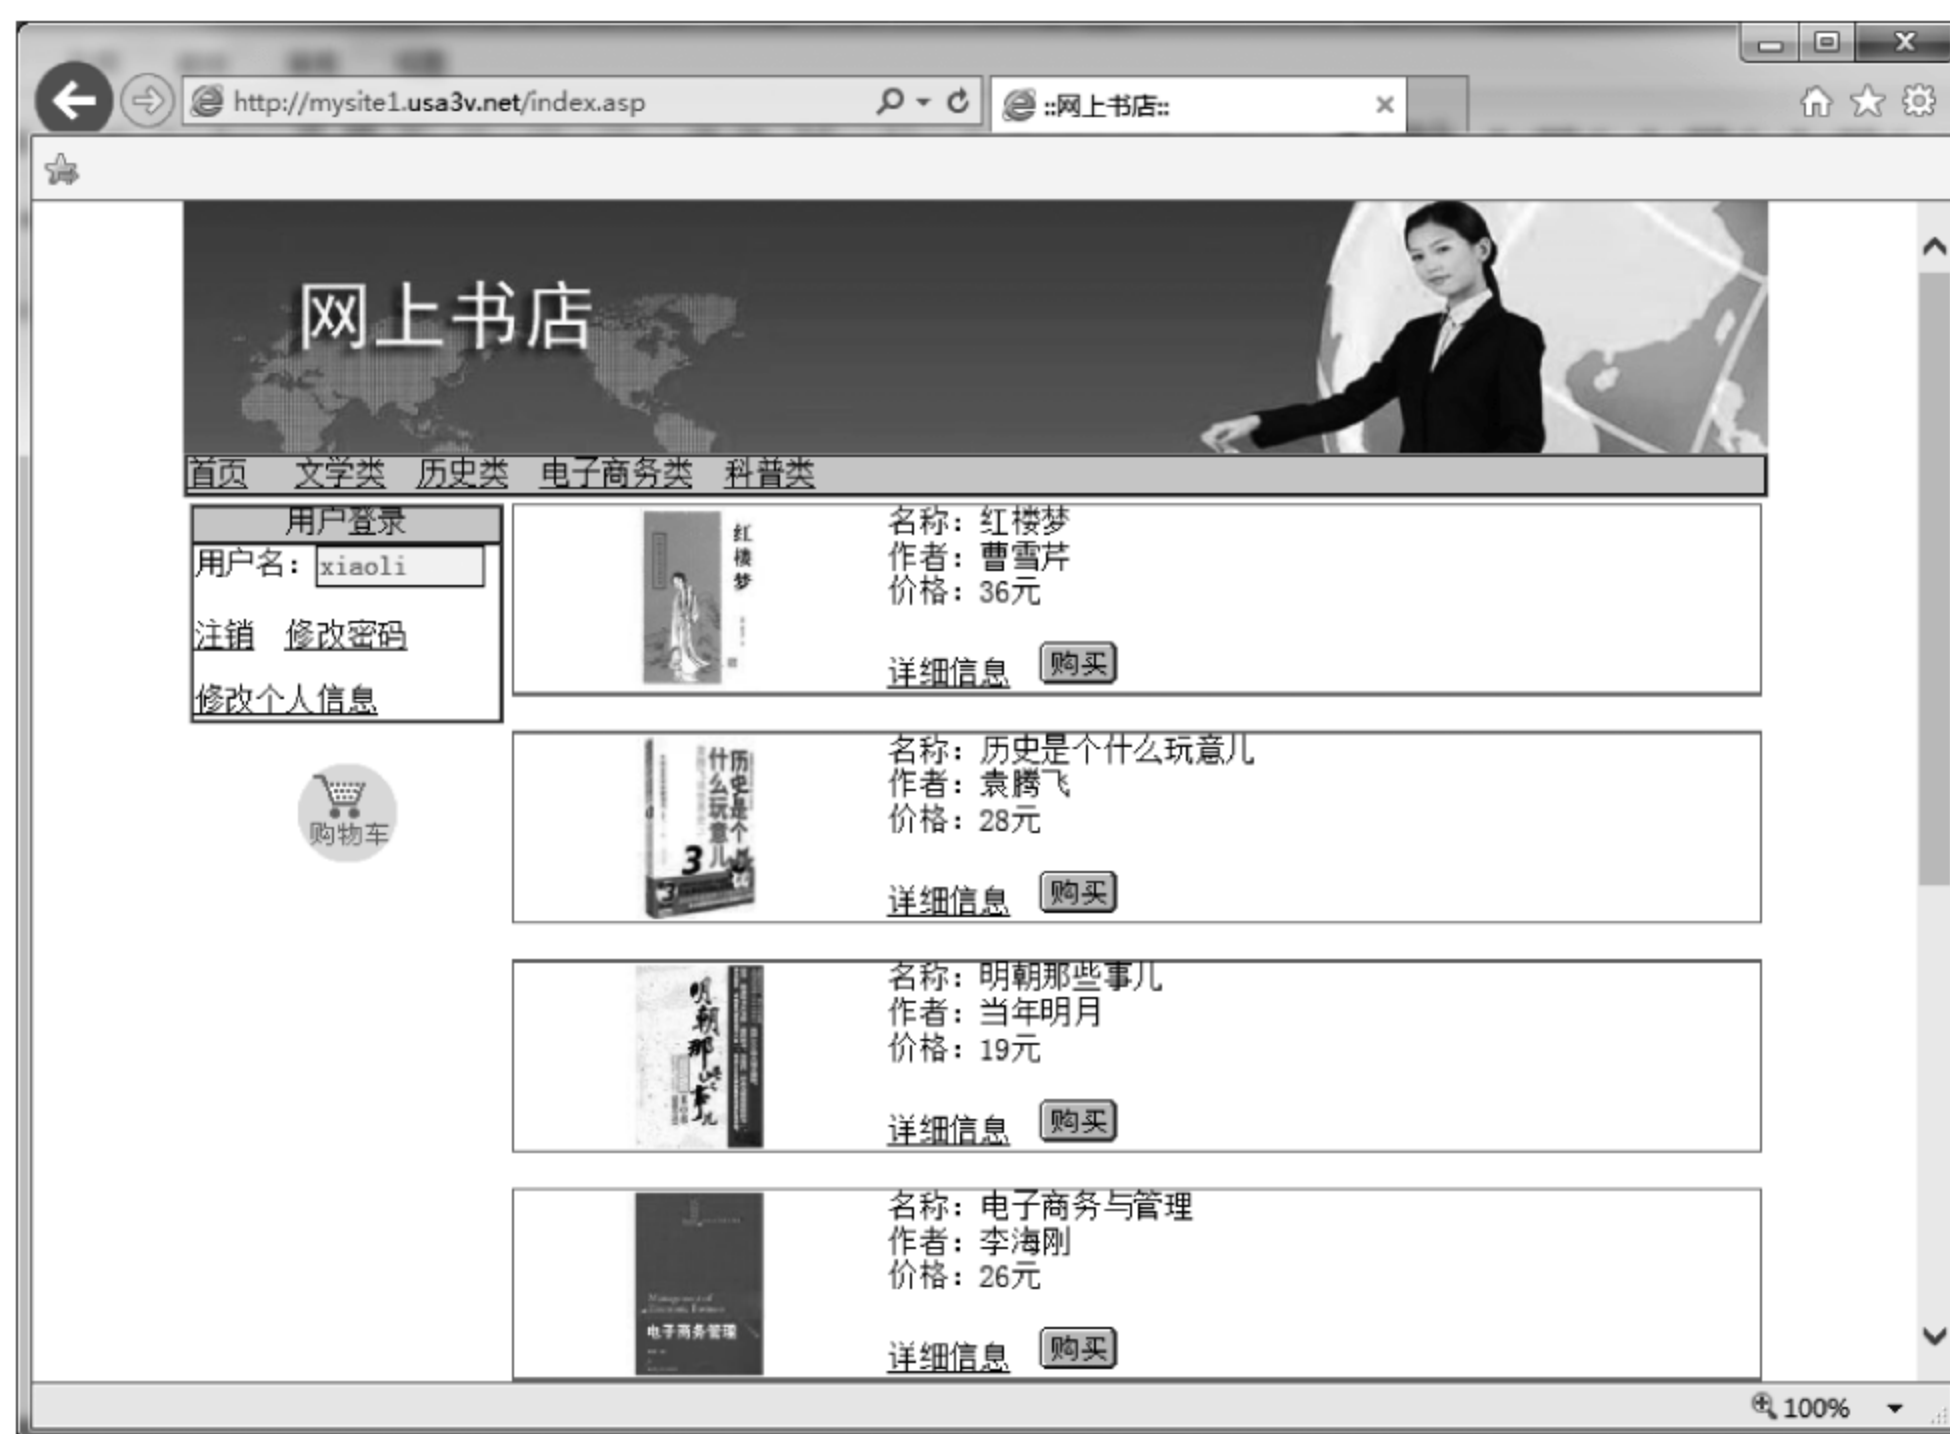 http://mysite1.usa3v.net/index.asp
::网上书店::
网上书店
首页 文学类 历史类 电子商务类 科普类
用户登录
用户名: xiaoli
注销 修改密码
修改个人信息
购物车
红楼梦
名称: 红楼梦
作者: 曹雪芹
价格: 36元
详细信息 购买
历史是个
什么玩意儿
3
3
名称: 历史是个什么玩意儿
作者: 袁腾飞
价格: 28元
详细信息 购买
明朝那些事儿
名称: 明朝那些事儿
作者: 当年明月
价格: 19元
详细信息 购买
电子商务管理
名称: 电子商务与管理
作者: 李海刚
价格: 26元
详细信息 购买
100%